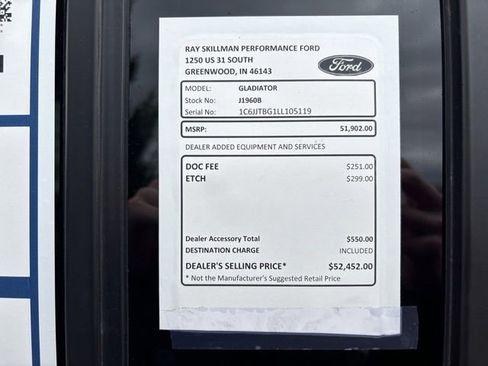 RAY SKILLMAN PERFORMANCE FORD
1250 US 31 SOUTH
GREENWOOD, IN 46143
Ford
MODEL: GLADIATOR
Stock No: J1960B
Serial No: 1C6JJTBG1LL105119
MSRP: 51,902.00
DEALER ADDED EQUIPMENT AND SERVICES
DOC FEE $251.00
ETCH $299.00
Dealer Accessory Total $550.00
DESTINATION CHARGE INCLUDED
DEALER'S SELLING PRICE* $52,452.00
* Not the Manufacturer's Suggested Retail Price